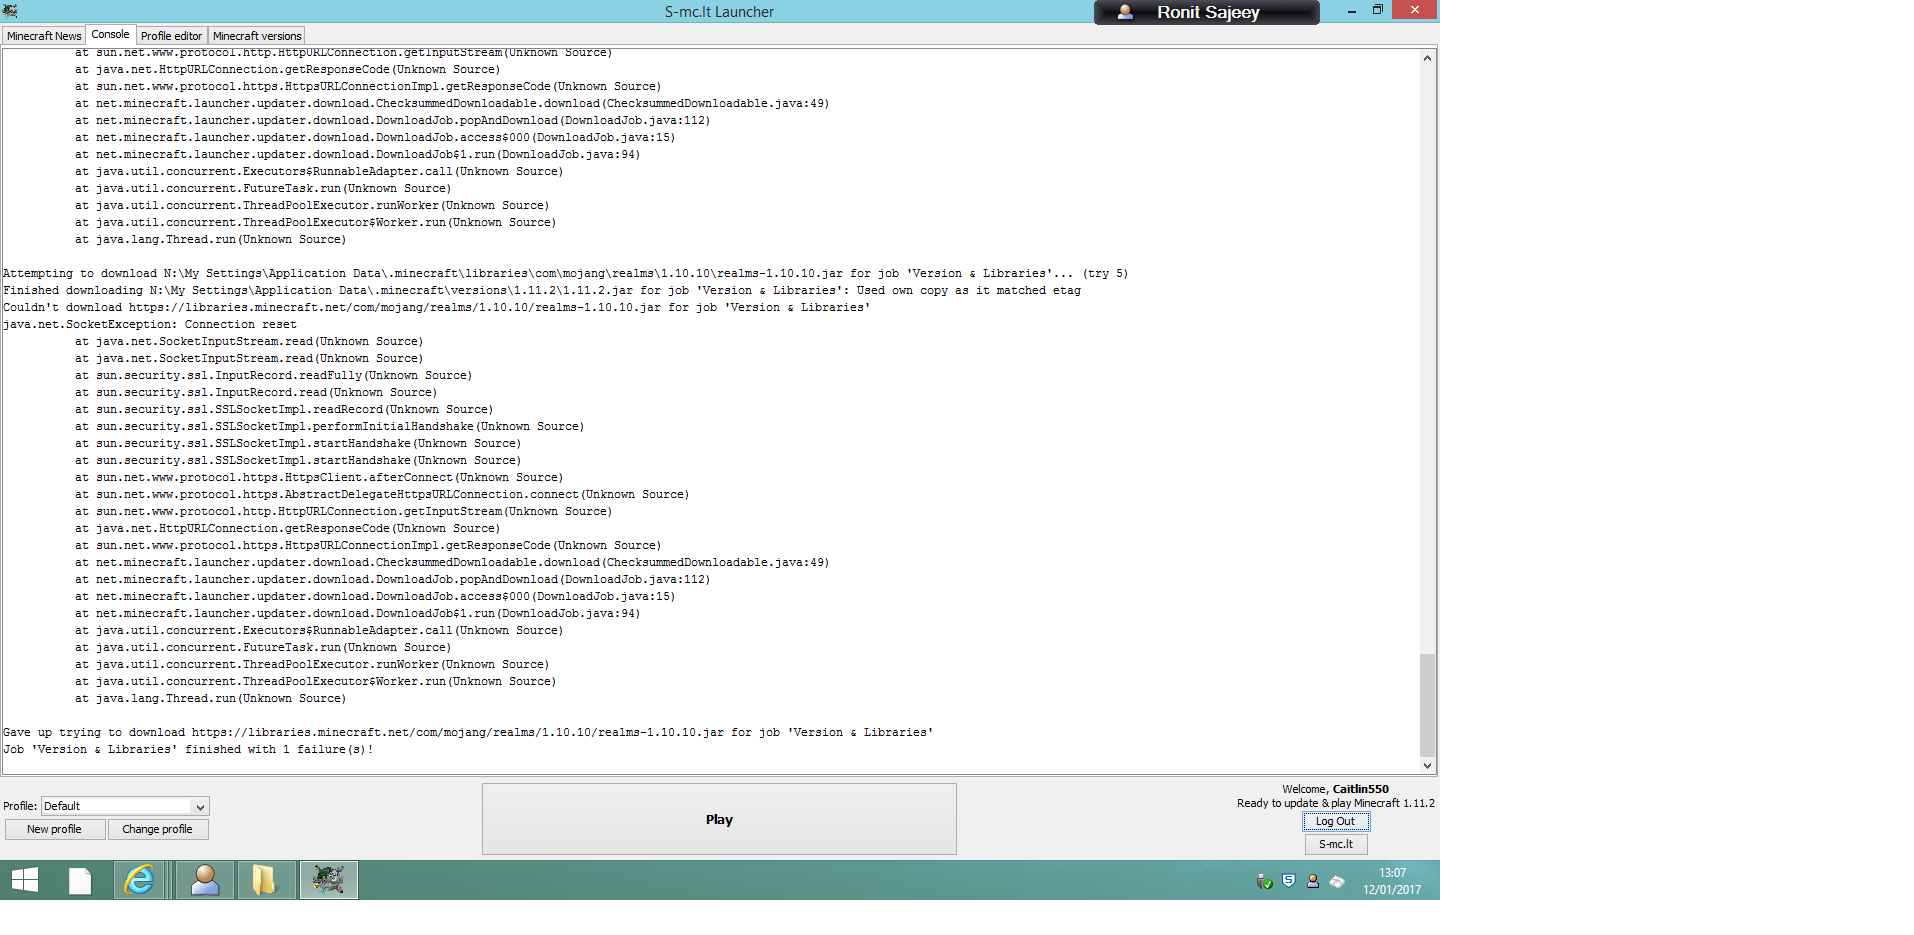 S-mc.lt Launcher
Ronit Sajeey
Minecraft News Console Profile editor Minecraft versions
at sun.net.www.protocol.http.HttpURLConnection.getInputStream(Unknown Source)
at java.net.HttpURLConnection.getResponseCode(Unknown Source)
at sun.net.www.protocol.https.HttpsURLConnectionImpl.getResponseCode(Unknown Source)
at net.minecraft.launcher.updater.download.ChecksummedDownloadable.download(ChecksummedDownloadable.java:49)
at net.minecraft.launcher.updater.download.DownloadJob.popAndDownload(DownloadJob.java:112)
at net.minecraft.launcher.updater.download.DownloadJob.access$000(DownloadJob.java:15)
at net.minecraft.launcher.updater.download.DownloadJob$1.run(DownloadJob.java:94)
at java.util.concurrent.Executors$RunnableAdapter.call(Unknown Source)
at java.util.concurrent.FutureTask.run(Unknown Source)
at java.util.concurrent.ThreadPoolExecutor.runWorker(Unknown Source)
at java.util.concurrent.ThreadPoolExecutor$Worker.run(Unknown Source)
at java.lang.Thread.run(Unknown Source)
Attempting to download N:\My Settings\Application Data\.minecraft\libraries\com\mojang\realms\1.10.10\realms-1.10.10.jar for job 'Version & Libraries'... (try 5)
Finished downloading N:\My Settings\Application Data\.minecraft\versions\1.11.2\1.11.2.jar for job 'Version & Libraries': Used own copy as it matched etag
Couldn't download https://libraries.minecraft.net/com/mojang/realms/1.10.10/realms-1.10.10.jar for job 'Version & Libraries'
java.net.SocketException: Connection reset
at java.net.SocketInputStream.read(Unknown Source)
at java.net.SocketInputStream.read(Unknown Source)
at sun.security.ssl.InputRecord.readFully(Unknown Source)
at sun.security.ssl.InputRecord.read(Unknown Source)
at sun.security.ssl.SSLSocketImpl.readRecord(Unknown Source)
at sun.security.ssl.SSLSocketImpl.performInitialHandshake(Unknown Source)
at sun.security.ssl.SSLSocketImpl.startHandshake(Unknown Source)
at sun.security.ssl.SSLSocketImpl.startHandshake(Unknown Source)
at sun.net.www.protocol.https.HttpsClient.afterConnect(Unknown Source)
at sun.net.www.protocol.https.AbstractDelegateHttpsURLConnection.connect(Unknown Source)
at sun.net.www.protocol.http.HttpURLConnection.getInputStream(Unknown Source)
at java.net.HttpURLConnection.getResponseCode(Unknown Source)
at sun.net.www.protocol.https.HttpsURLConnectionImpl.getResponseCode(Unknown Source)
at net.minecraft.launcher.updater.download.ChecksummedDownloadable.download(ChecksummedDownloadable.java:49)
at net.minecraft.launcher.updater.download.DownloadJob.popAndDownload(DownloadJob.java:112)
at net.minecraft.launcher.updater.download.DownloadJob.access$000(DownloadJob.java:15)
at net.minecraft.launcher.updater.download.DownloadJob$1.run(DownloadJob.java:94)
at java.util.concurrent.Executors$RunnableAdapter.call(Unknown Source)
at java.util.concurrent.FutureTask.run(Unknown Source)
at java.util.concurrent.ThreadPoolExecutor.runWorker(Unknown Source)
at java.util.concurrent.ThreadPoolExecutor$Worker.run(Unknown Source)
at java.lang.Thread.run(Unknown Source)
Gave up trying to download https://libraries.minecraft.net/com/mojang/realms/1.10.10/realms-1.10.10.jar for job 'Version & Libraries'
Job 'Version & Libraries' finished with 1 failure(s)!
Profile: Default
New profile Change profile
Play
Welcome, Caitlin550
Ready to update & play Minecraft 1.11.2
Log Out
S-mc.lt
13:07
12/01/2017